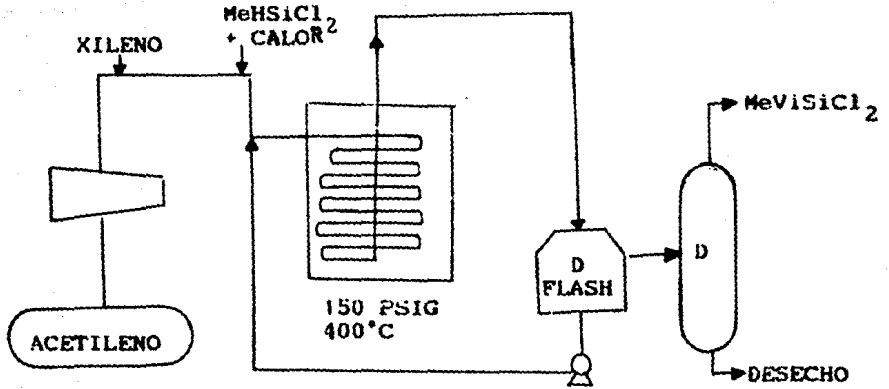 XILENO
MeHSiCl2
+ CALOR
MeViSiCl2
D
FLASH
D
150 PSIG
400°C
ACETILENO
DESECHO